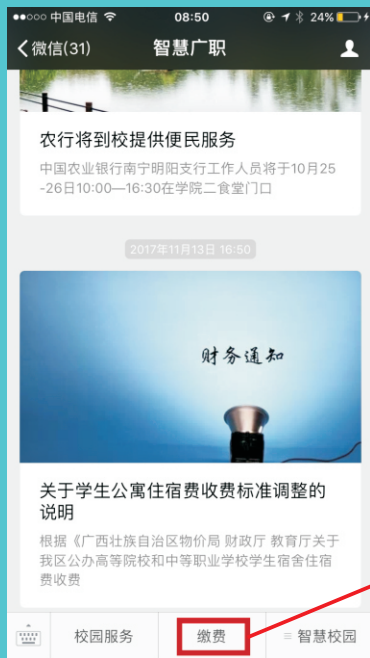 中国电信 08:50 24%
微信(31) 智慧广职
农行将到校提供便民服务
中国农业银行南宁明阳支行工作人员将于10月25
-26日10:00—16:30在学院二食堂门口
2017年11月13日 16:50
财务通知
关于学生公寓住宿费收费标准调整的
说明
根据《广西壮族自治区物价局 财政厅 教育厅关于
我区公办高等院校和中等职业学校学生宿舍住宿
费收费
校园服务 缴费 智慧校园